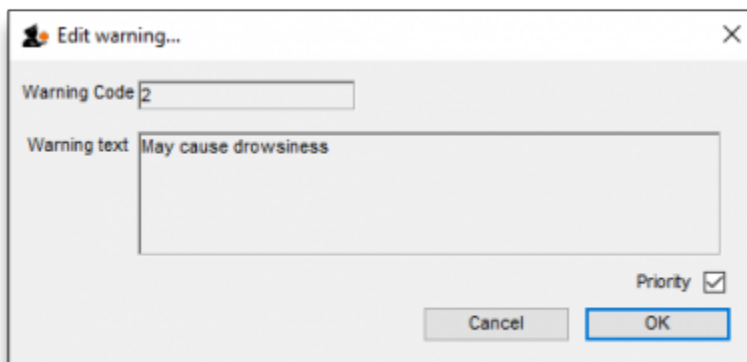 Edit warning...
Warning Code 2
Warning text May cause drowsiness
Priority
Cancel OK